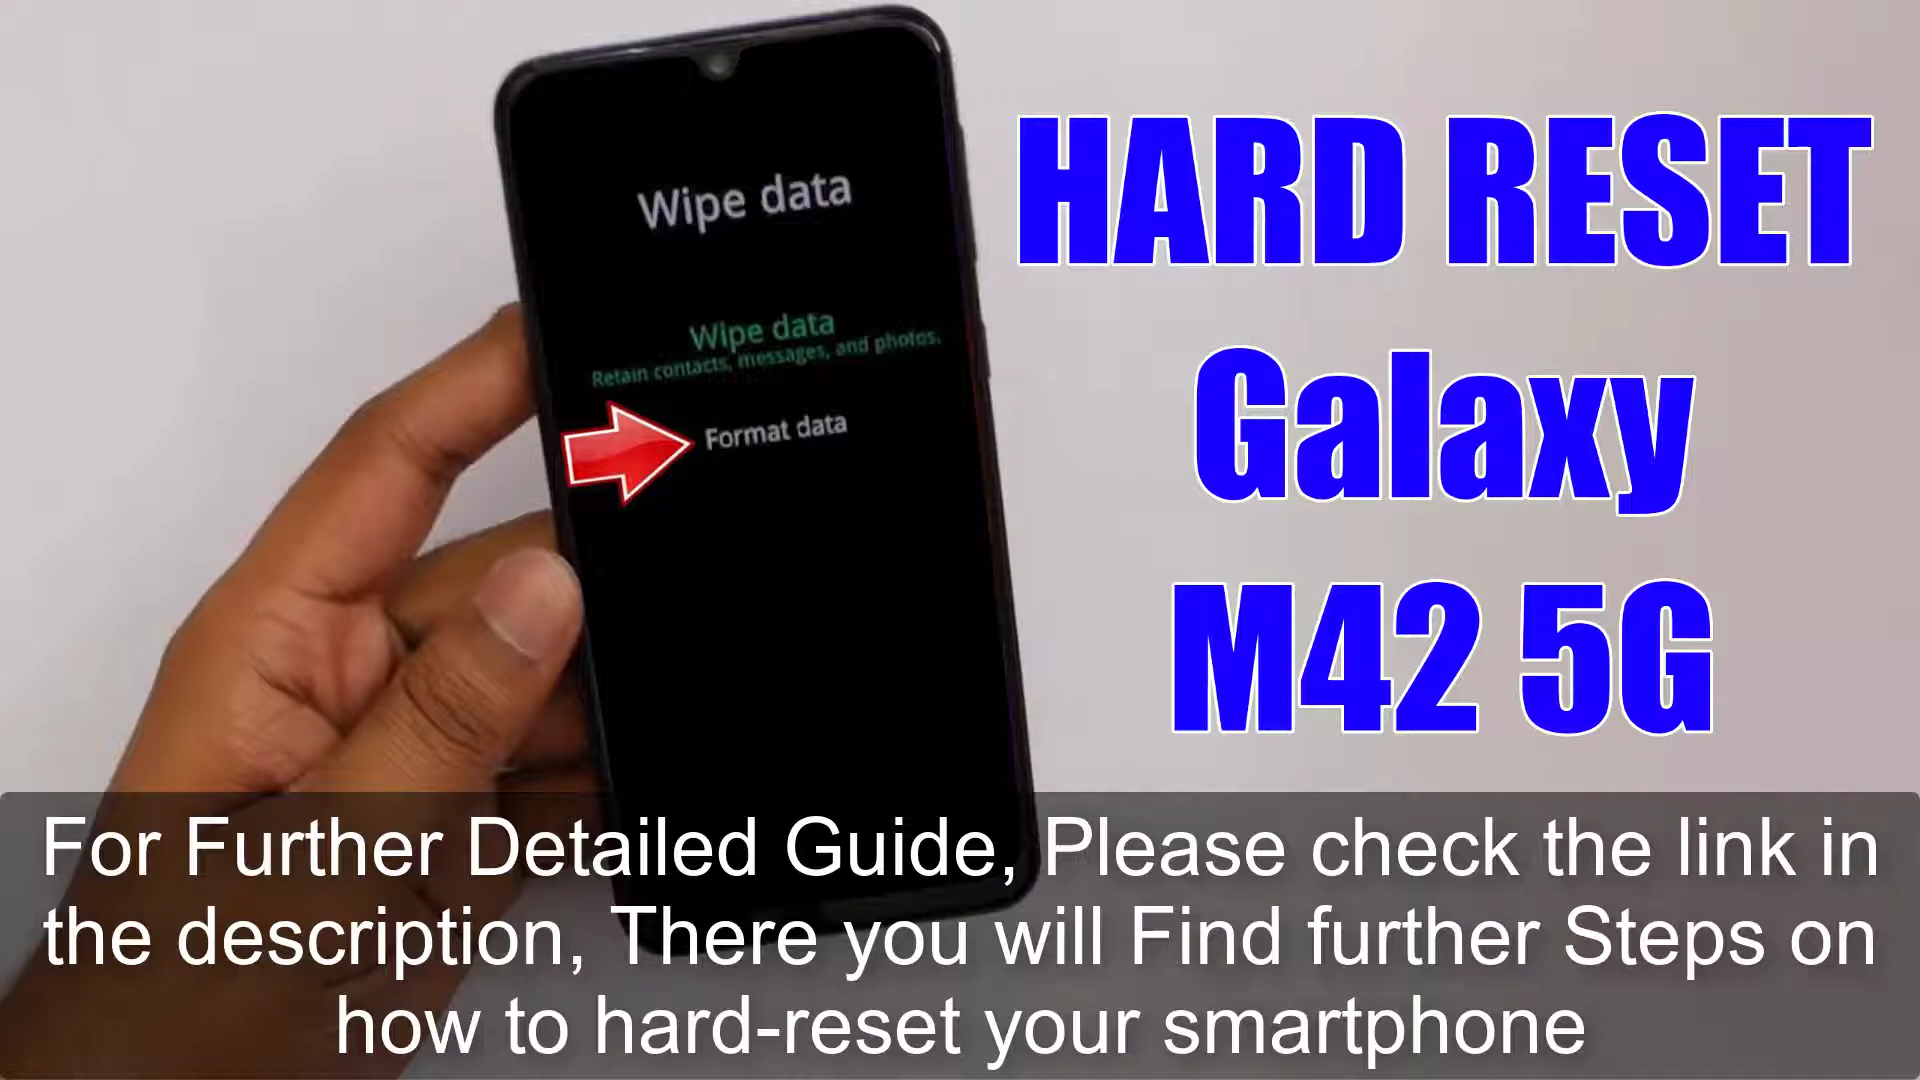 HARD RESET
Galaxy
M42 5G
Wipe data
Wipe data
Retain contacts, messages, and photos.
Format data
For Further Detailed Guide, Please check the link in
the description, There you will Find further Steps on
how to hard-reset your smartphone